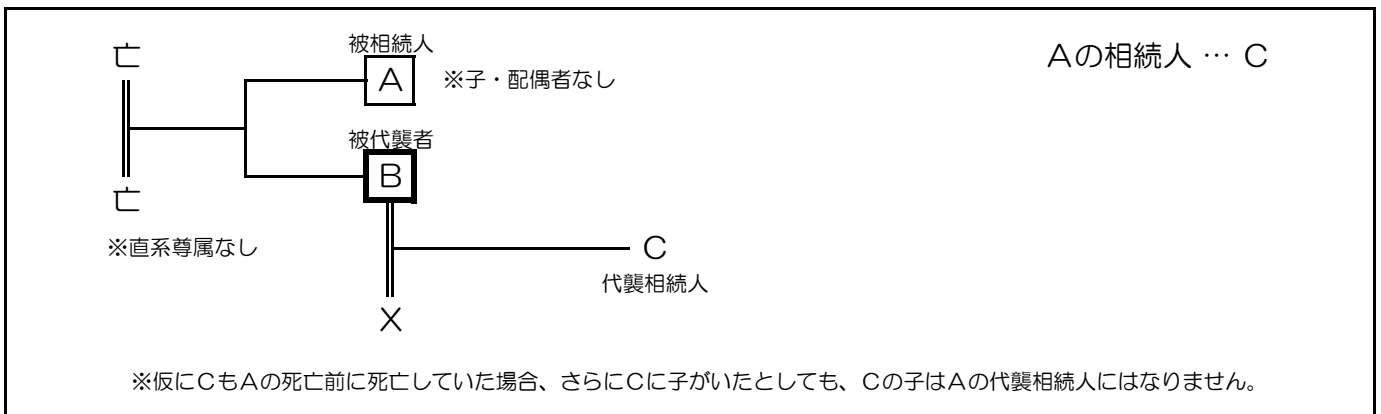 亡
被相続人
A
※子・配偶者なし
Aの相続人 … C
被代襲者
B
亡
※直系尊属なし
C
代襲相続人
X
※仮にCもAの死亡前に死亡していた場合、さらにCに子がいたとしても、Cの子はAの代襲相続人にはなりません。